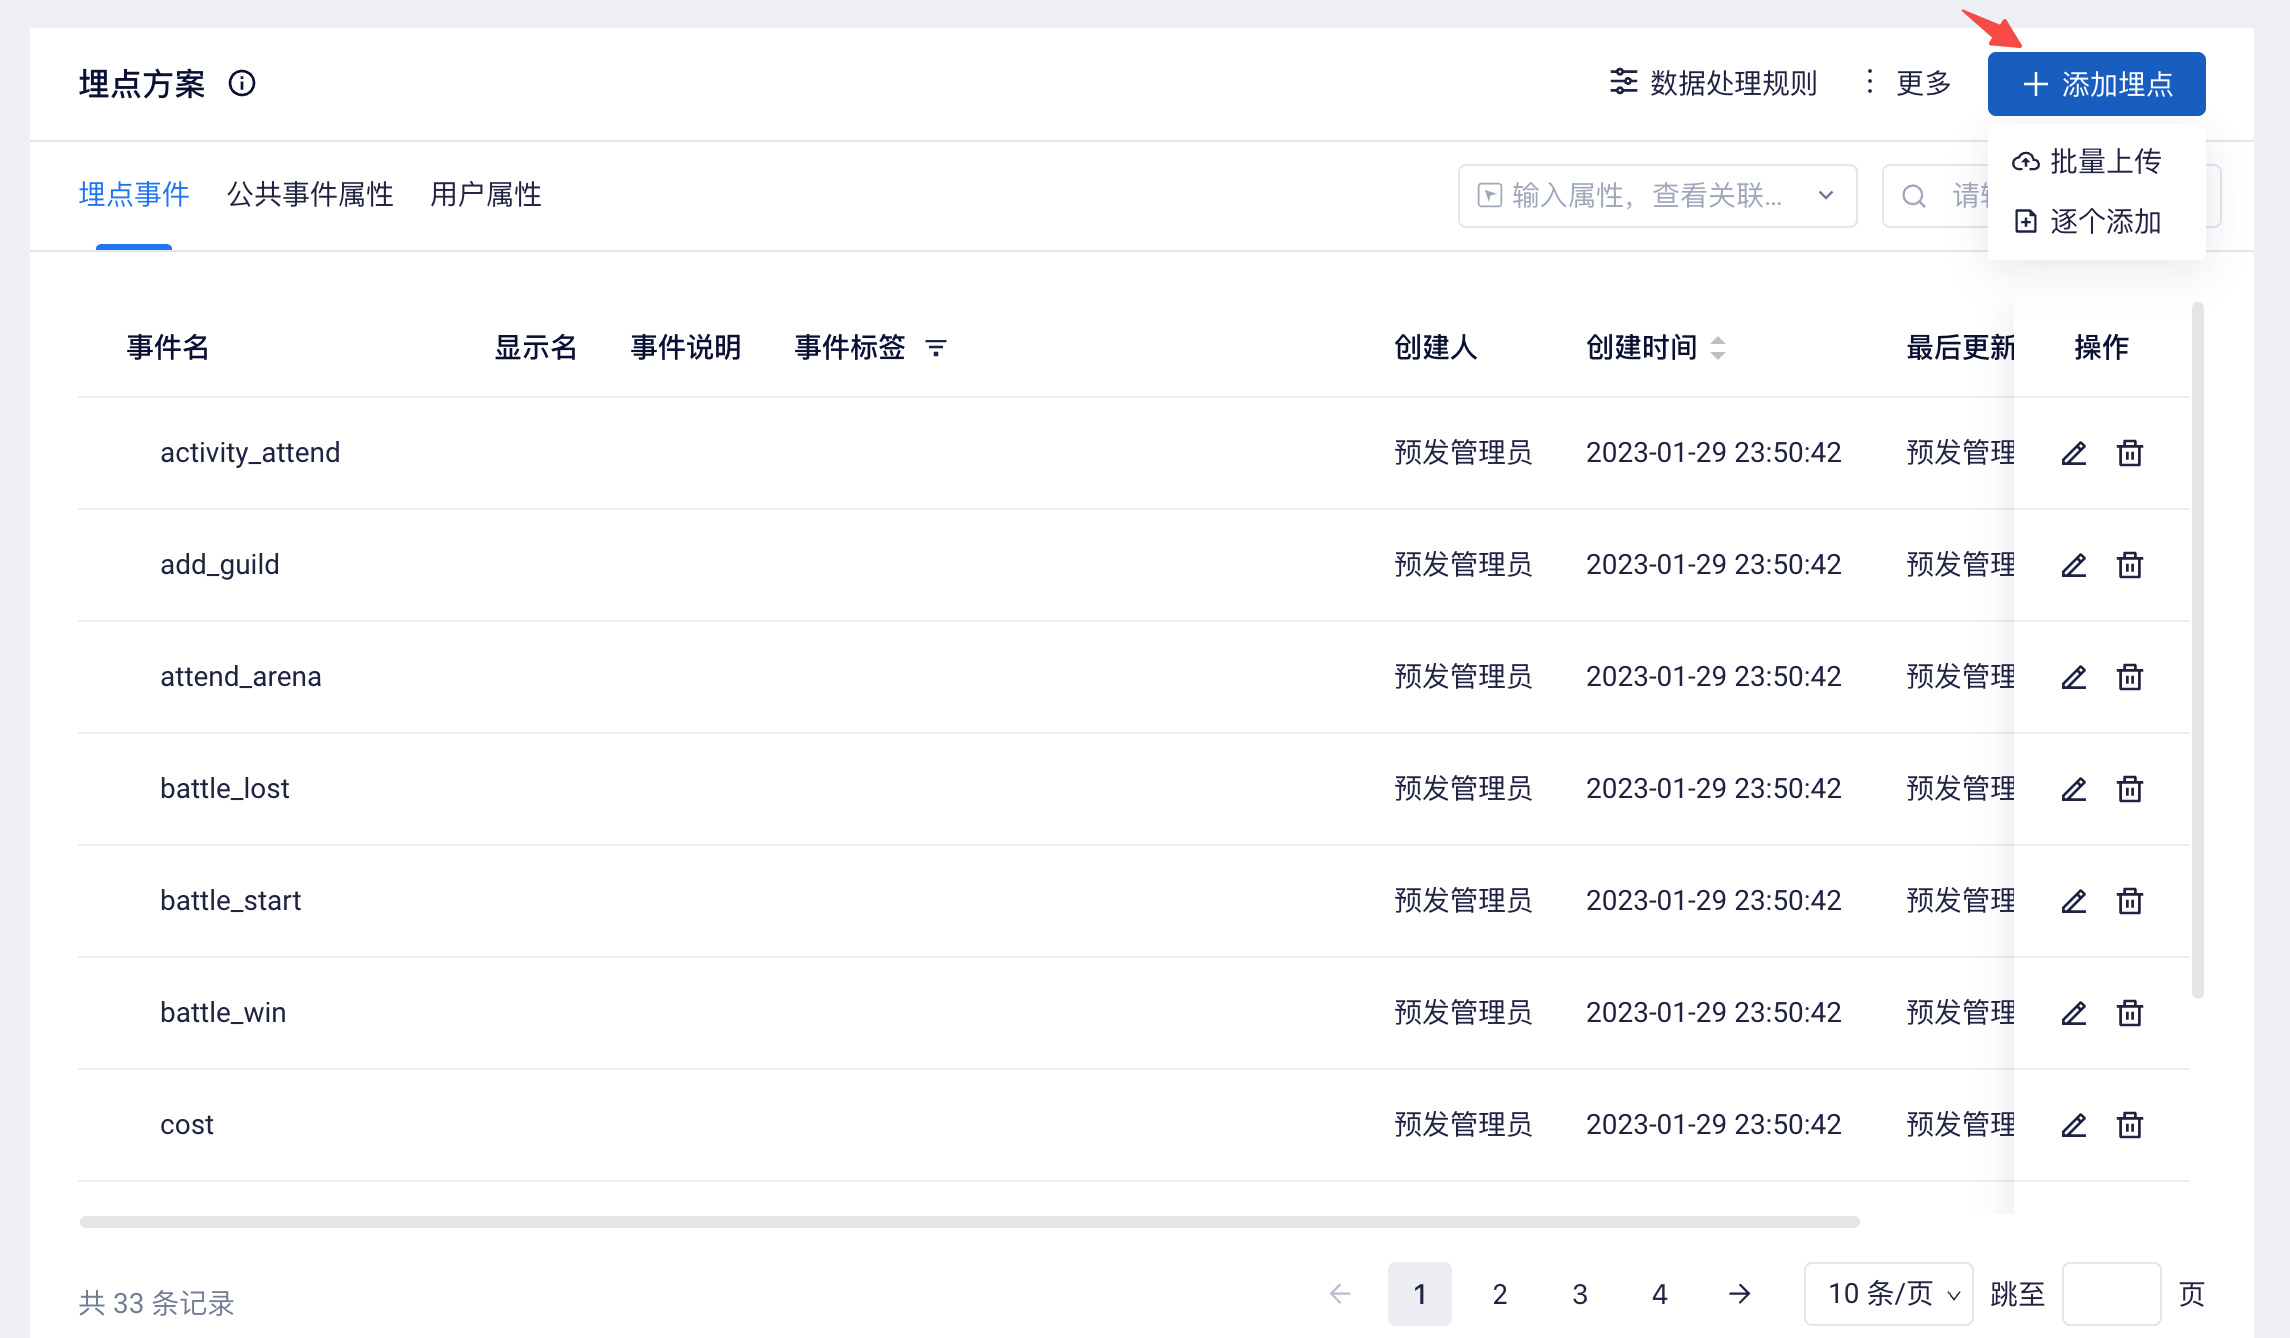 埋点方案 数据处理规则 更多 添加埋点
批量上传
逐个添加
埋点事件 公共事件属性 用户属性 输入属性，查看关联... 请
事件名 显示名 事件说明 事件标签 创建人 创建时间 最后更新 操作
activity_attend 预发管理员 2023-01-29 23:50:42 预发管理
add_guild 预发管理员 2023-01-29 23:50:42 预发管理
attend_arena 预发管理员 2023-01-29 23:50:42 预发管理
battle_lost 预发管理员 2023-01-29 23:50:42 预发管理
battle_start 预发管理员 2023-01-29 23:50:42 预发管理
battle_win 预发管理员 2023-01-29 23:50:42 预发管理
cost 预发管理员 2023-01-29 23:50:42 预发管理
共 33 条记录 1 2 3 4 10 条/页 跳至 页